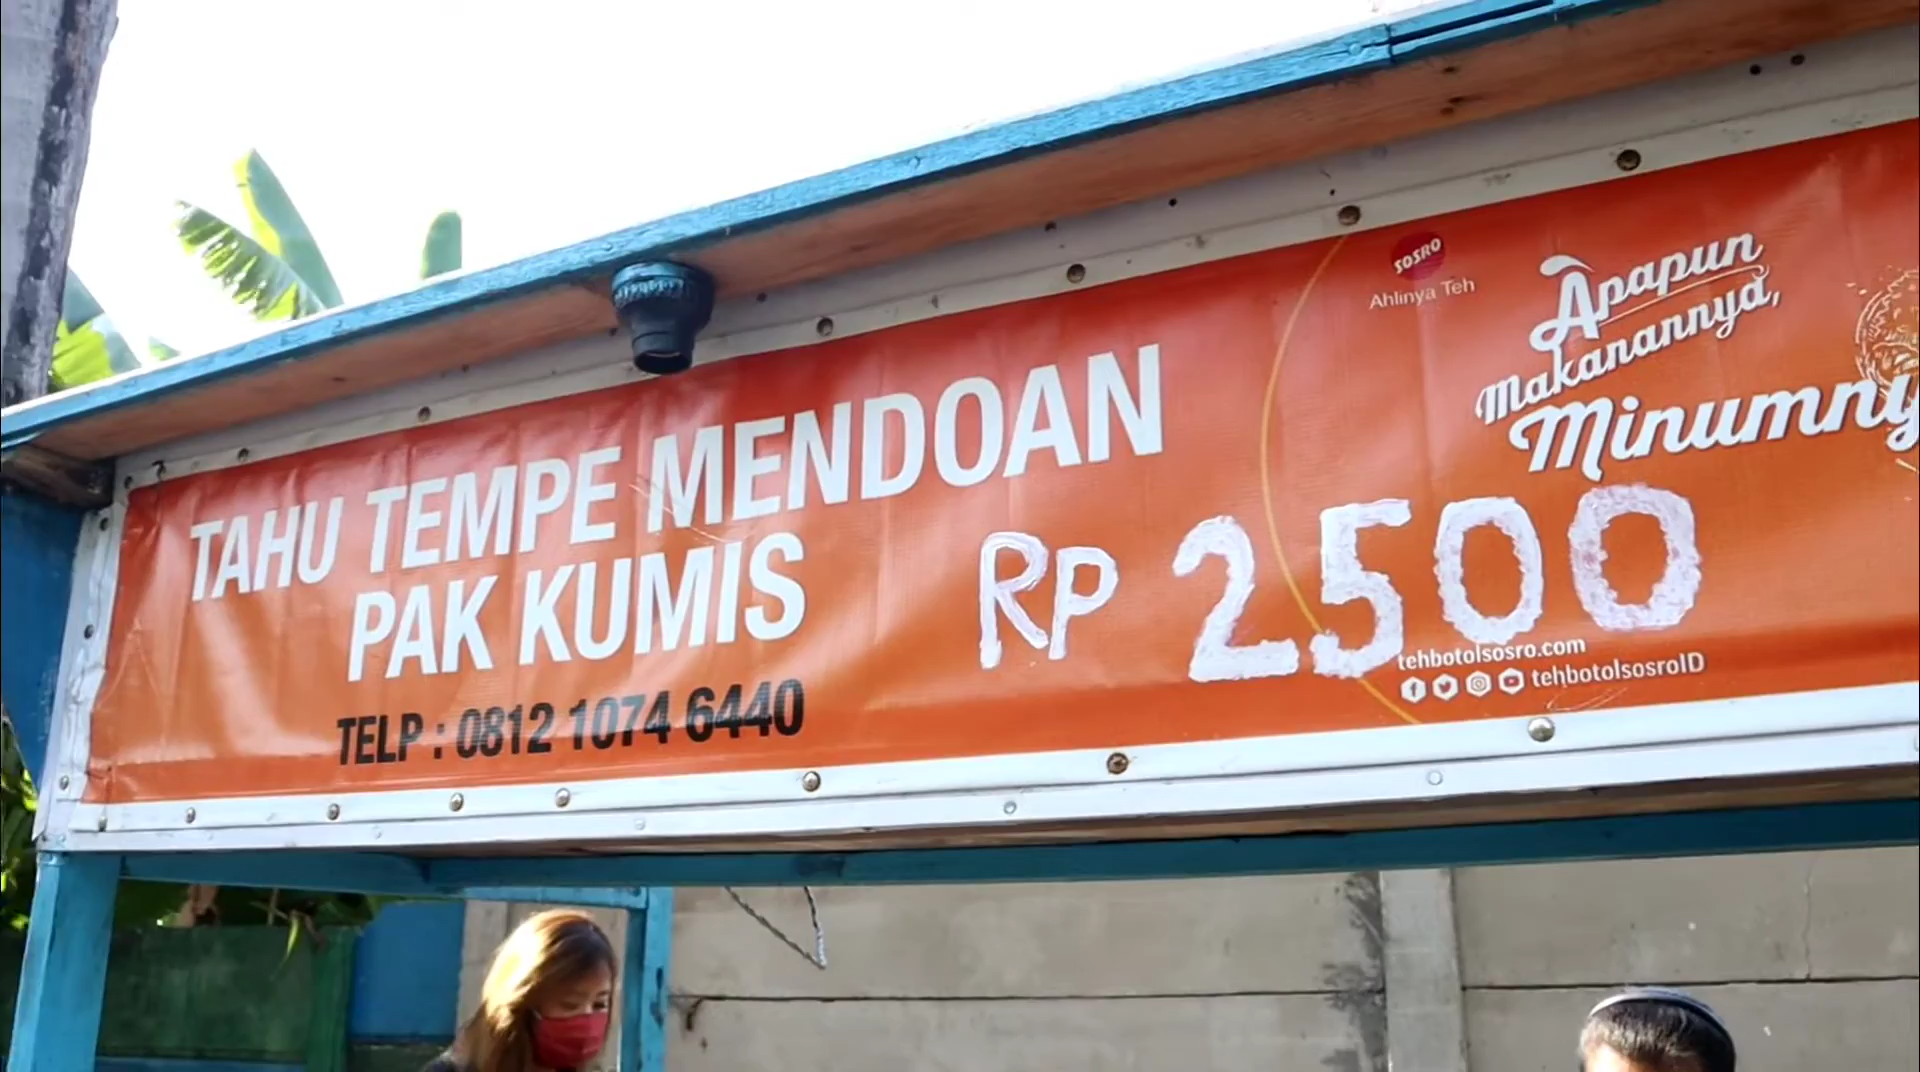 TAHU TEMPE MENDOAN
PAK KUMIS
TELP : 0812 1074 6440
RP 2500
SOSRO
Ahlinya Teh
Apapun
makanannya,
Minumny
tehbotolsosro.com
tehbotolsosroID